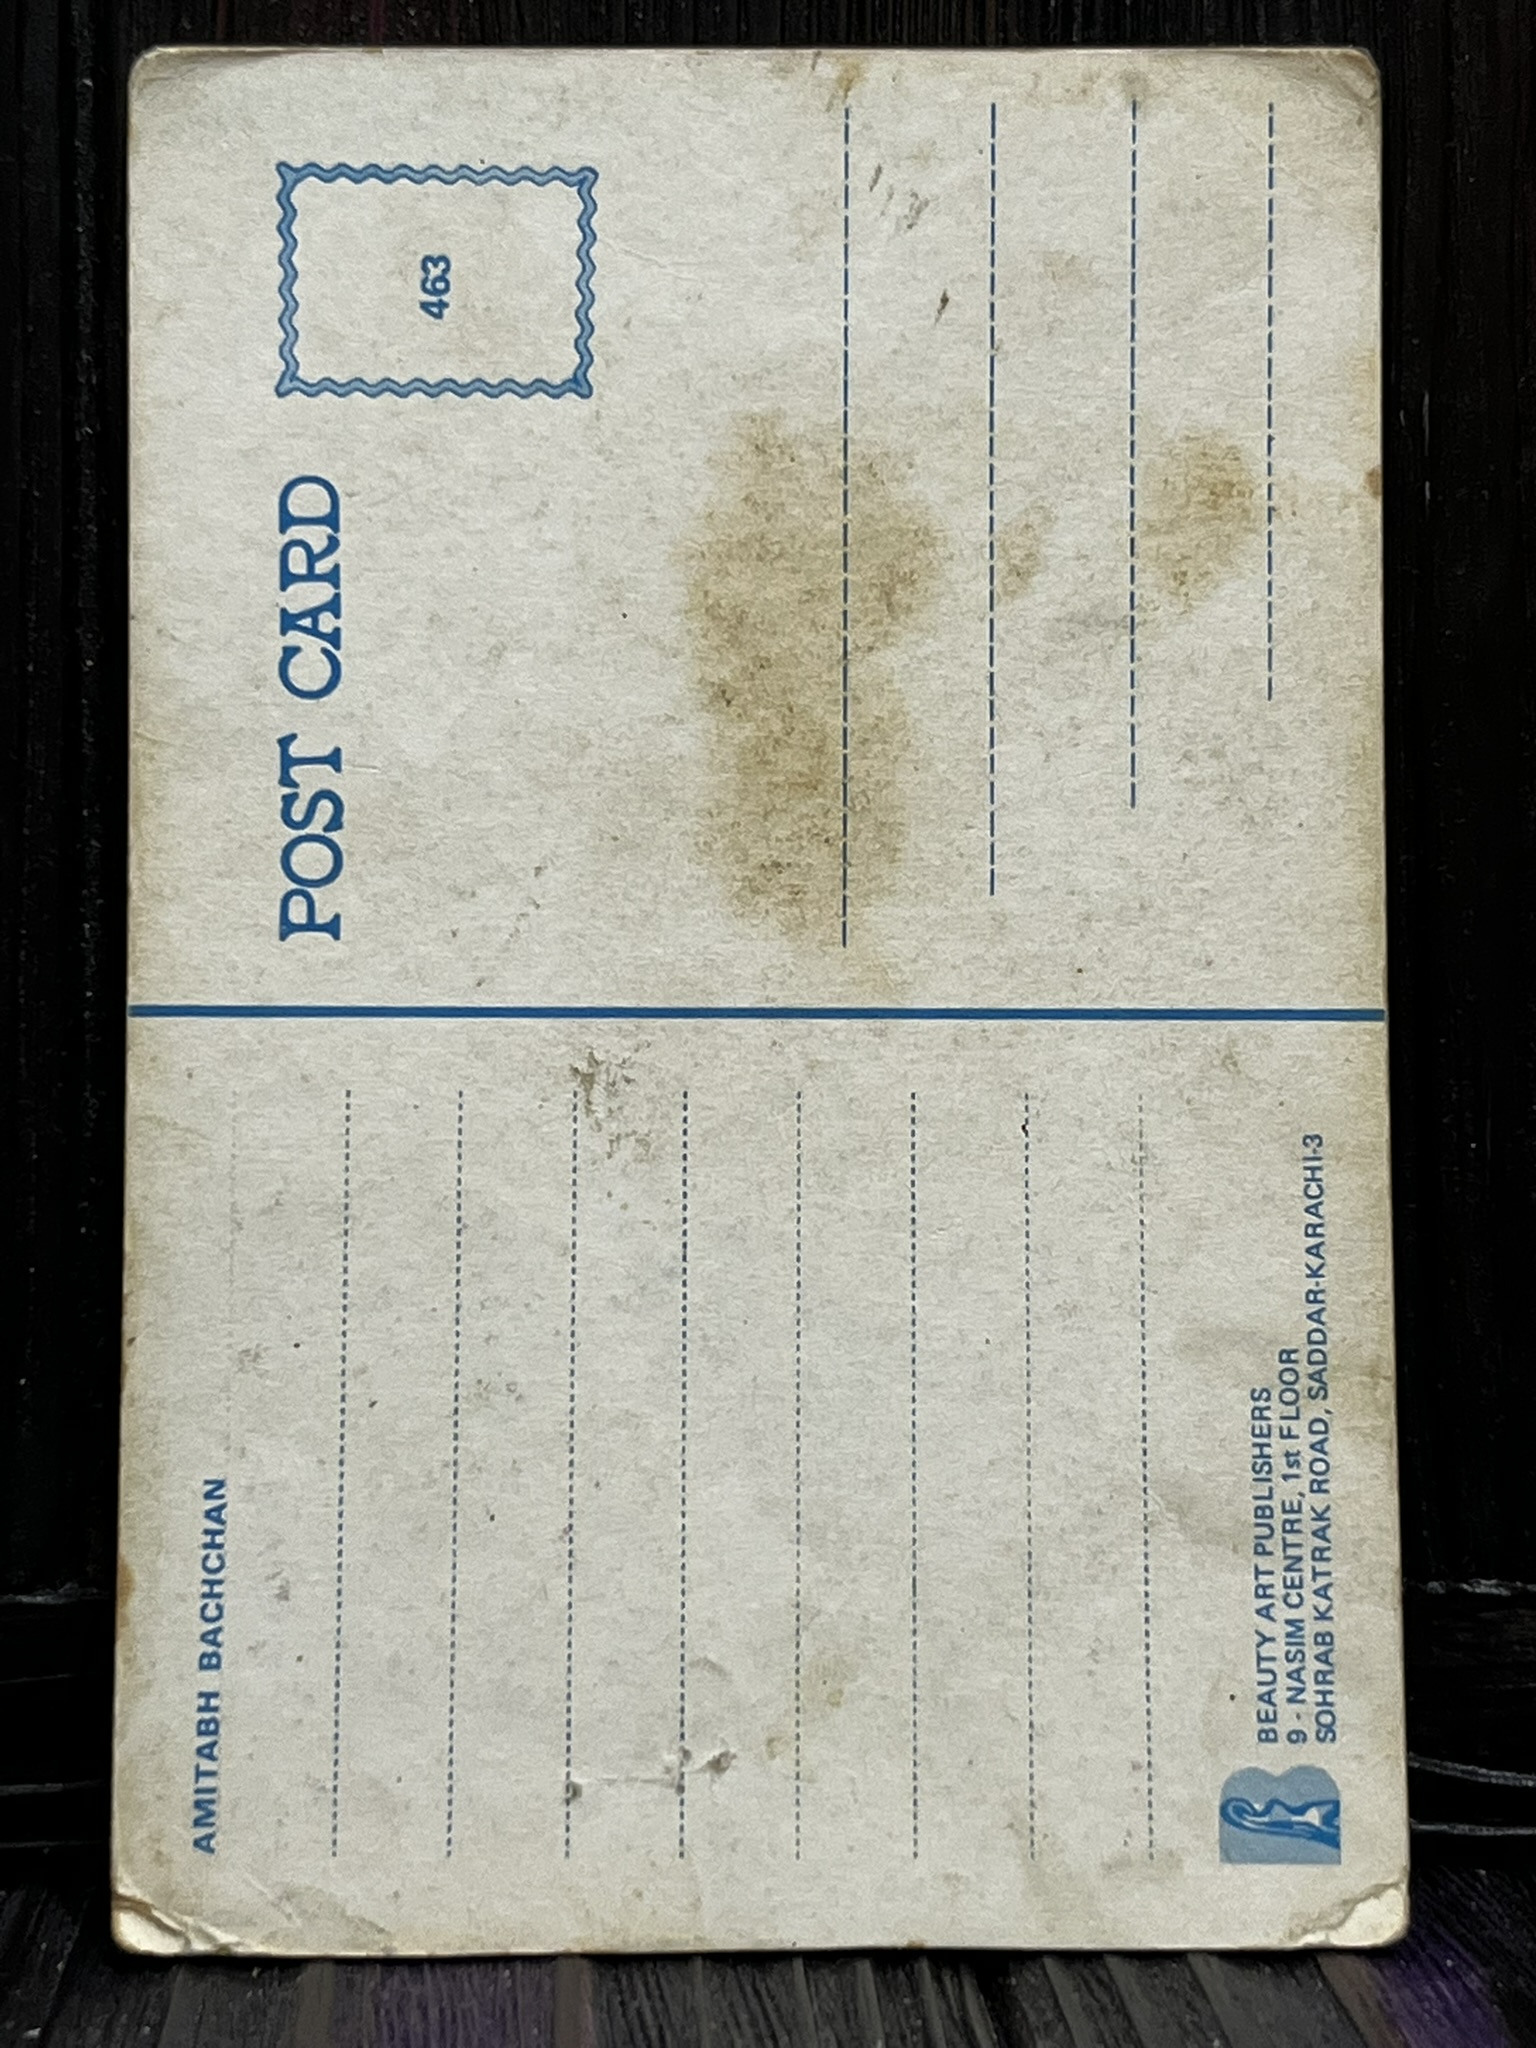 AMITABH BACHCHAN
POST CARD
463
BEAUTY ART PUBLISHERS
9 - NASIM CENTRE, 1st FLOOR
SOHRAB KATRAK ROAD, SADDAR-KARACHI-3